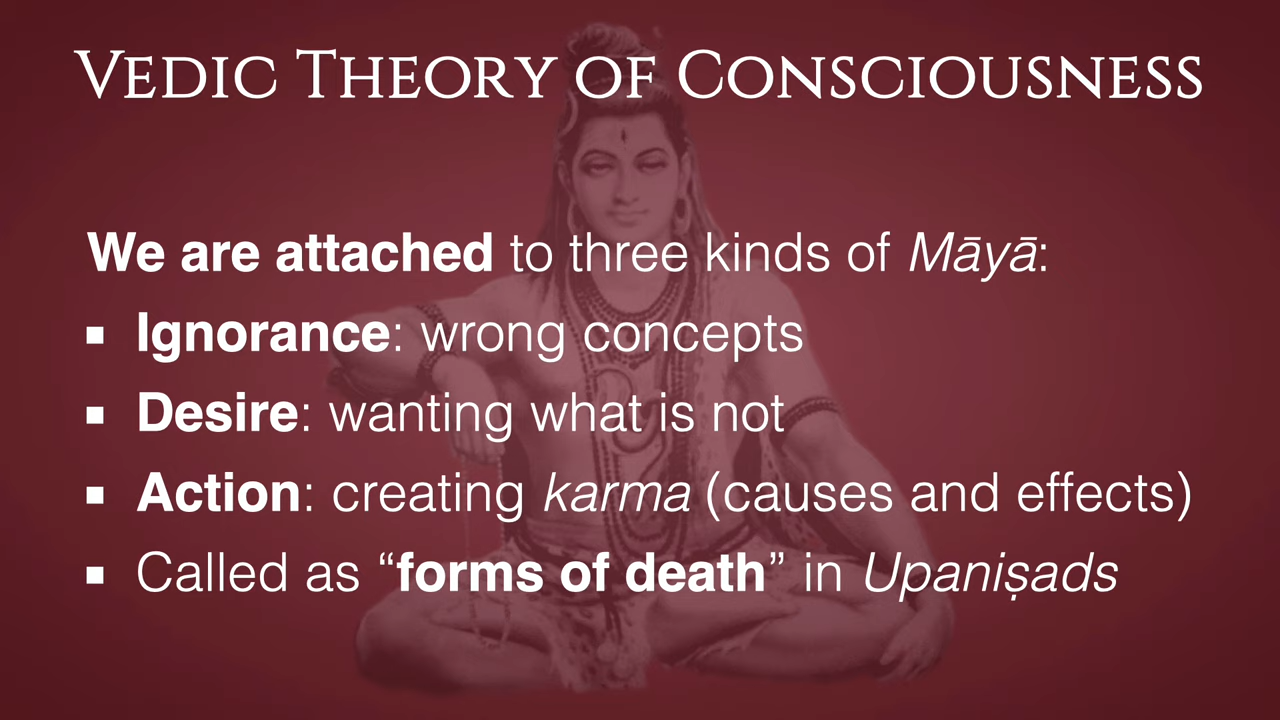 Vedic Theory of Consciousness
We are attached to three kinds of Māyā:
▪ Ignorance: wrong concepts
▪ Desire: wanting what is not
▪ Action: creating karma (causes and effects)
▪ Called as “forms of death” in Upaniṣads